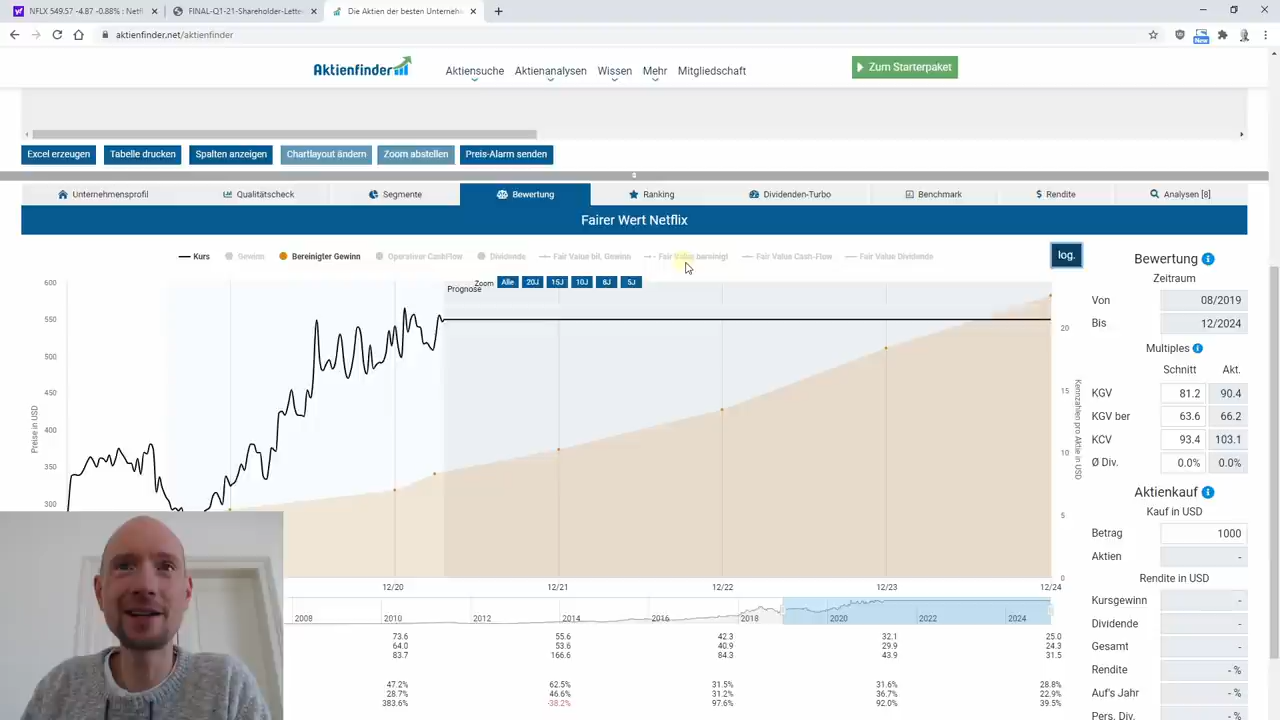 NFLX 549.57 -4.87 -0.88% : Netfl
FINAL-Q1-21-Shareholder-Lette
Die Aktien der besten Unterneh
aktienfinder.net/aktienfinder
New
Aktienfinder
Aktiensuche Aktienanalysen Wissen Mehr Mitgliedschaft
Zum Starterpaket
Excel erzeugen Tabelle drucken Spalten anzeigen Chartlayout ändern Zoom abstellen Preis-Alarm senden
Unternehmensprofil Qualitätscheck Segmente Bewertung Ranking Dividenden-Turbo Benchmark Rendite Analysen [8]
Fairer Wert Netflix
Kurs Gewinn Bereinigter Gewinn Operativer CashFlow Dividende Fair Value bil. Gewinn Fair Value bereinigt Fair Value Cash-Flow Fair Value Dividende
log.
Zoom Alle 20J 15J 10J 8J 5J
Prognose
600
550
500
450
400
350
300
Preise in USD
20
15
10
5
0
Kennzahlen pro Aktie in USD
12/20 12/21 12/22 12/23 12/24
2008 2010 2012 2014 2016 2018 2020 2022 2024
73.6 55.6 42.3 32.1 25.0
64.0 53.6 40.9 29.9 24.3
83.7 166.6 84.3 43.9 31.5
47.2% 62.5% 31.5% 31.6% 28.8%
28.7% 46.6% 31.2% 36.7% 22.9%
383.6% -38.2% 97.6% 92.0% 39.5%
Bewertung
Zeitraum
Von 08/2019
Bis 12/2024
Multiples
Schnitt Akt.
KGV 81.2 90.4
KGV ber 63.6 66.2
KCV 93.4 103.1
Ø Div. 0.0% 0.0%
Aktienkauf
Kauf in USD
Betrag 1000
Aktien -
Rendite in USD
Kursgewinn -
Dividende -
Gesamt -
Rendite - %
Auf's Jahr - %
Pers. Div. - %